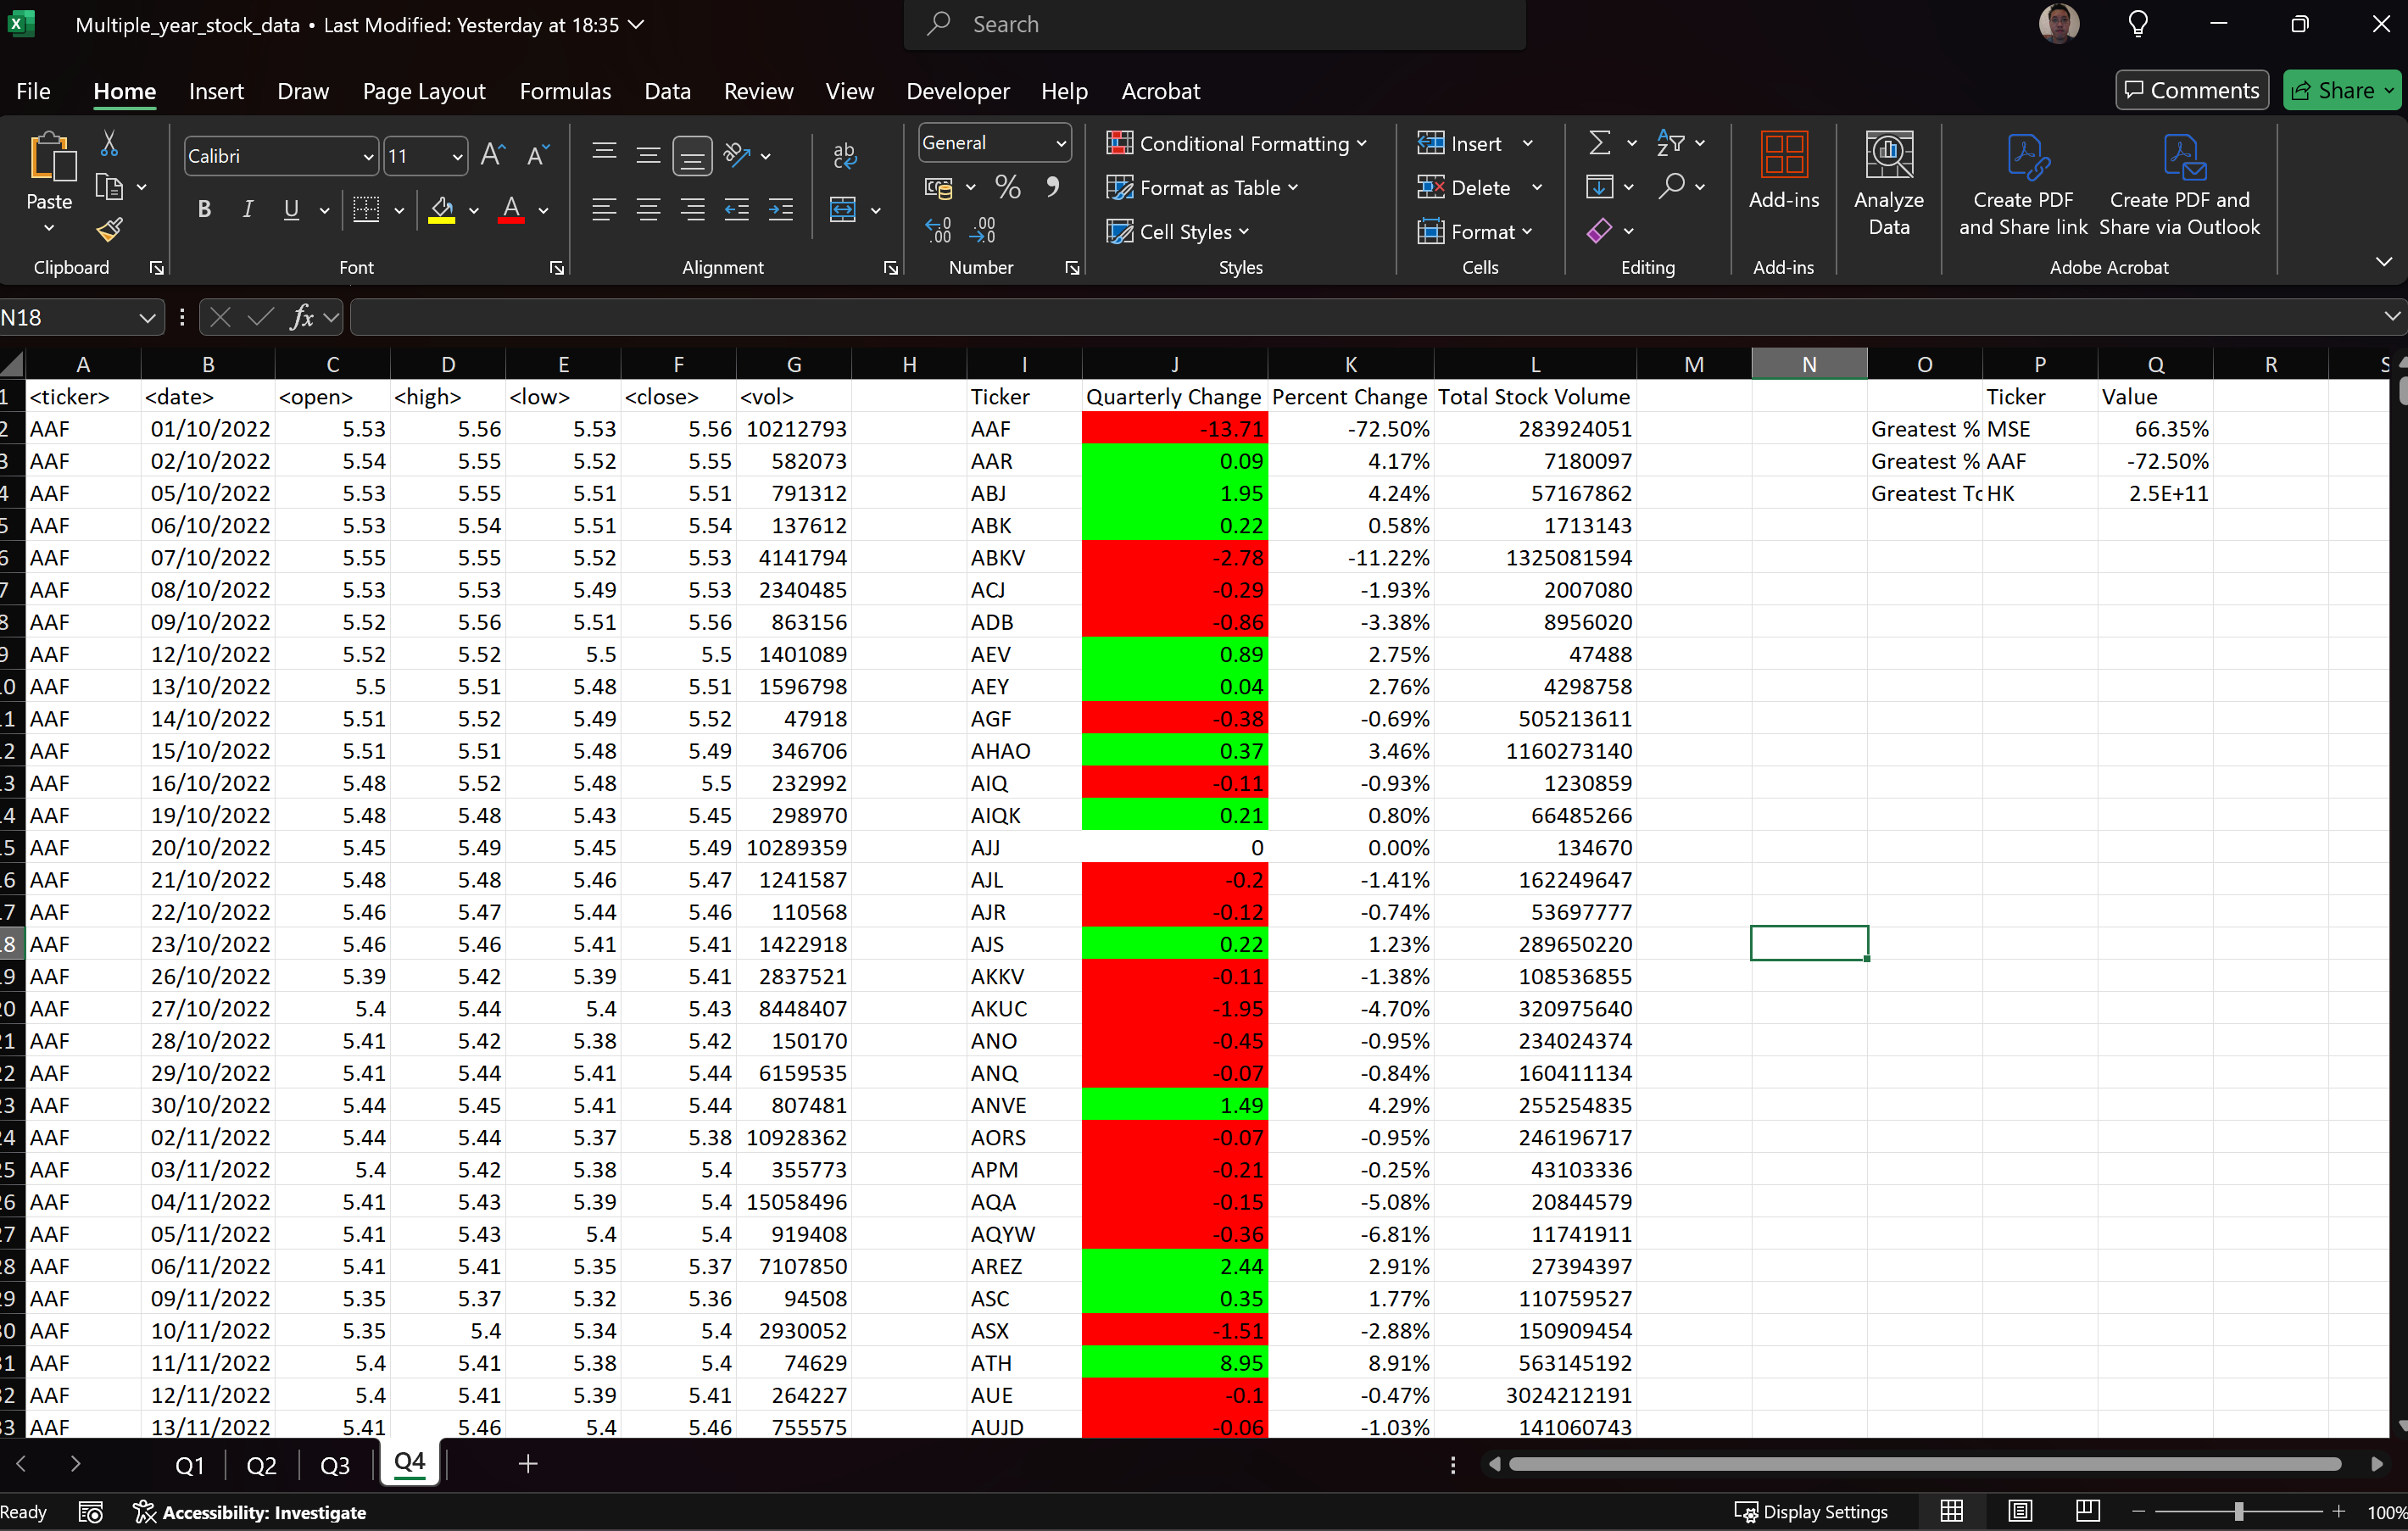 Multiple_year_stock_data • Last Modified: Yesterday at 18:35
Search
File Home Insert Draw Page Layout Formulas Data Review View Developer Help Acrobat Comments Share
Paste
Clipboard
Calibri 11
B I U A
Font
ab
Alignment
General
% 9
Number
Conditional Formatting
Format as Table
Cell Styles
Styles
Insert
Delete
Format
Cells
Editing
Add-ins
Add-ins
Analyze Data
Create PDF and Share link
Create PDF and Share via Outlook
Adobe Acrobat
N18 fx
A B C D E F G H I J K L M N O P Q R S
1 <ticker> <date> <open> <high> <low> <close> <vol> Ticker Quarterly Change Percent Change Total Stock Volume Ticker Value
2 AAF 01/10/2022 5.53 5.56 5.53 5.56 10212793 AAF -13.71 -72.50% 283924051 Greatest % MSE 66.35%
3 AAF 02/10/2022 5.54 5.55 5.52 5.55 582073 AAR 0.09 4.17% 7180097 Greatest % AAF -72.50%
4 AAF 05/10/2022 5.53 5.55 5.51 5.51 791312 ABJ 1.95 4.24% 57167862 Greatest To HK 2.5E+11
5 AAF 06/10/2022 5.53 5.54 5.51 5.54 137612 ABK 0.22 0.58% 1713143
6 AAF 07/10/2022 5.55 5.55 5.52 5.53 4141794 ABKV -2.78 -11.22% 1325081594
7 AAF 08/10/2022 5.53 5.53 5.49 5.53 2340485 ACJ -0.29 -1.93% 2007080
8 AAF 09/10/2022 5.52 5.56 5.51 5.56 863156 ADB -0.86 -3.38% 8956020
9 AAF 12/10/2022 5.52 5.52 5.5 5.5 1401089 AEV 0.89 2.75% 47488
0 AAF 13/10/2022 5.5 5.51 5.48 5.51 1596798 AEY 0.04 2.76% 4298758
1 AAF 14/10/2022 5.51 5.52 5.49 5.52 47918 AGF -0.38 -0.69% 505213611
2 AAF 15/10/2022 5.51 5.51 5.48 5.49 346706 AHAO 0.37 3.46% 1160273140
3 AAF 16/10/2022 5.48 5.52 5.48 5.5 232992 AIQ -0.11 -0.93% 1230859
4 AAF 19/10/2022 5.48 5.48 5.43 5.45 298970 AIQK 0.21 0.80% 66485266
5 AAF 20/10/2022 5.45 5.49 5.45 5.49 10289359 AJJ 0 0.00% 134670
6 AAF 21/10/2022 5.48 5.48 5.46 5.47 1241587 AJL -0.2 -1.41% 162249647
7 AAF 22/10/2022 5.46 5.47 5.44 5.46 110568 AJR -0.12 -0.74% 53697777
8 AAF 23/10/2022 5.46 5.46 5.41 5.41 1422918 AJS 0.22 1.23% 289650220
9 AAF 26/10/2022 5.39 5.42 5.39 5.41 2837521 AKKV -0.11 -1.38% 108536855
0 AAF 27/10/2022 5.4 5.44 5.4 5.43 8448407 AKUC -1.95 -4.70% 320975640
1 AAF 28/10/2022 5.41 5.42 5.38 5.42 150170 ANO -0.45 -0.95% 234024374
2 AAF 29/10/2022 5.41 5.44 5.41 5.44 6159535 ANQ -0.07 -0.84% 160411134
3 AAF 30/10/2022 5.44 5.45 5.41 5.44 807481 ANVE 1.49 4.29% 255254835
4 AAF 02/11/2022 5.44 5.44 5.37 5.38 10928362 AORS -0.07 -0.95% 246196717
5 AAF 03/11/2022 5.4 5.42 5.38 5.4 355773 APM -0.21 -0.25% 43103336
6 AAF 04/11/2022 5.41 5.43 5.39 5.4 15058496 AQA -0.15 -5.08% 20844579
7 AAF 05/11/2022 5.41 5.43 5.4 5.4 919408 AQYW -0.36 -6.81% 11741911
8 AAF 06/11/2022 5.41 5.41 5.35 5.37 7107850 AREZ 2.44 2.91% 27394397
9 AAF 09/11/2022 5.35 5.37 5.32 5.36 94508 ASC 0.35 1.77% 110759527
0 AAF 10/11/2022 5.35 5.4 5.34 5.4 2930052 ASX -1.51 -2.88% 150909454
1 AAF 11/11/2022 5.4 5.41 5.38 5.4 74629 ATH 8.95 8.91% 563145192
2 AAF 12/11/2022 5.4 5.41 5.39 5.41 264227 AUE -0.1 -0.47% 3024212191
3 AAF 13/11/2022 5.41 5.46 5.4 5.46 755575 AUJD -0.06 -1.03% 141060743
Q1 Q2 Q3 Q4
Ready Accessibility: Investigate Display Settings 100%